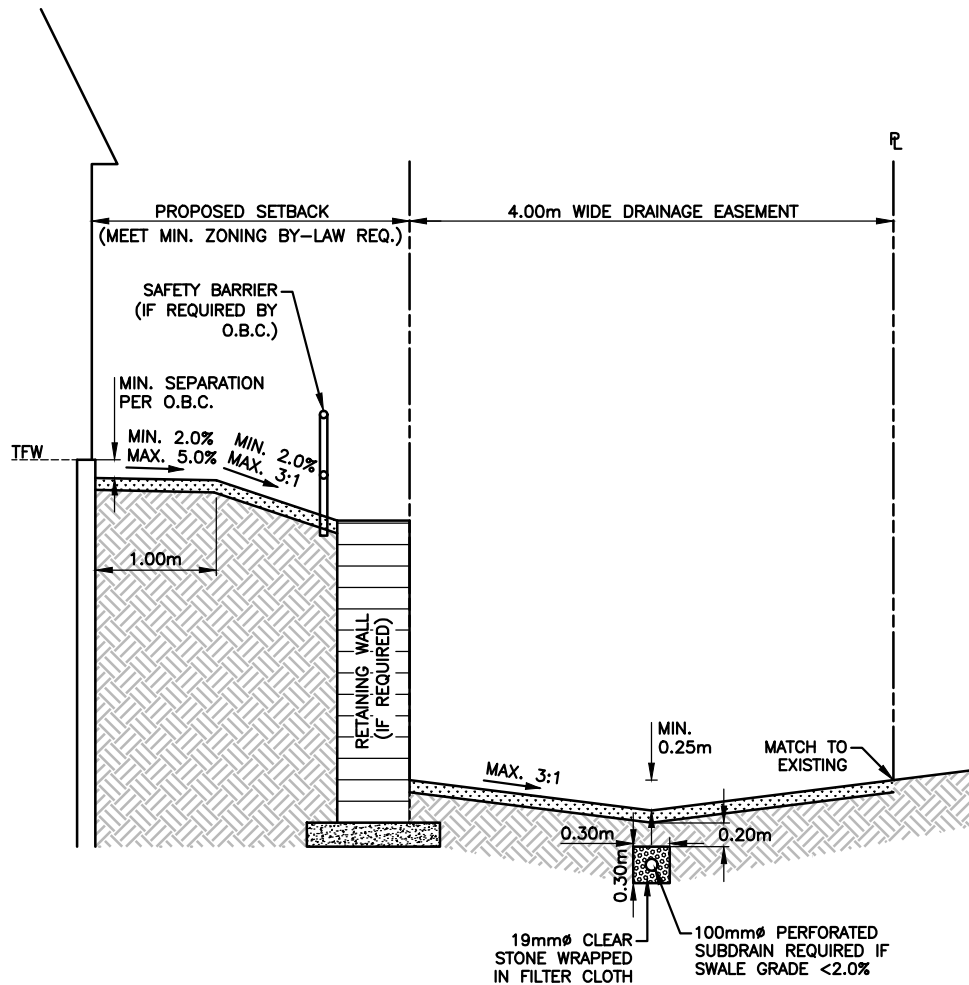 ℄
PROPOSED SETBACK
(MEET MIN. ZONING BY-LAW REQ.)
4.00m WIDE DRAINAGE EASEMENT
SAFETY BARRIER
(IF REQUIRED BY
O.B.C.)
MIN. SEPARATION
PER O.B.C.
TFW
MIN. 2.0%
MAX. 5.0%
MIN. 2.0%
MAX. 3:1
1.00m
RETAINING WALL
(IF REQUIRED)
MIN.
0.25m
MATCH TO
EXISTING
MAX. 3:1
0.30m
0.20m
0.30m
19mmø CLEAR
STONE WRAPPED
IN FILTER CLOTH
100mmø PERFORATED
SUBDRAIN REQUIRED IF
SWALE GRADE <2.0%